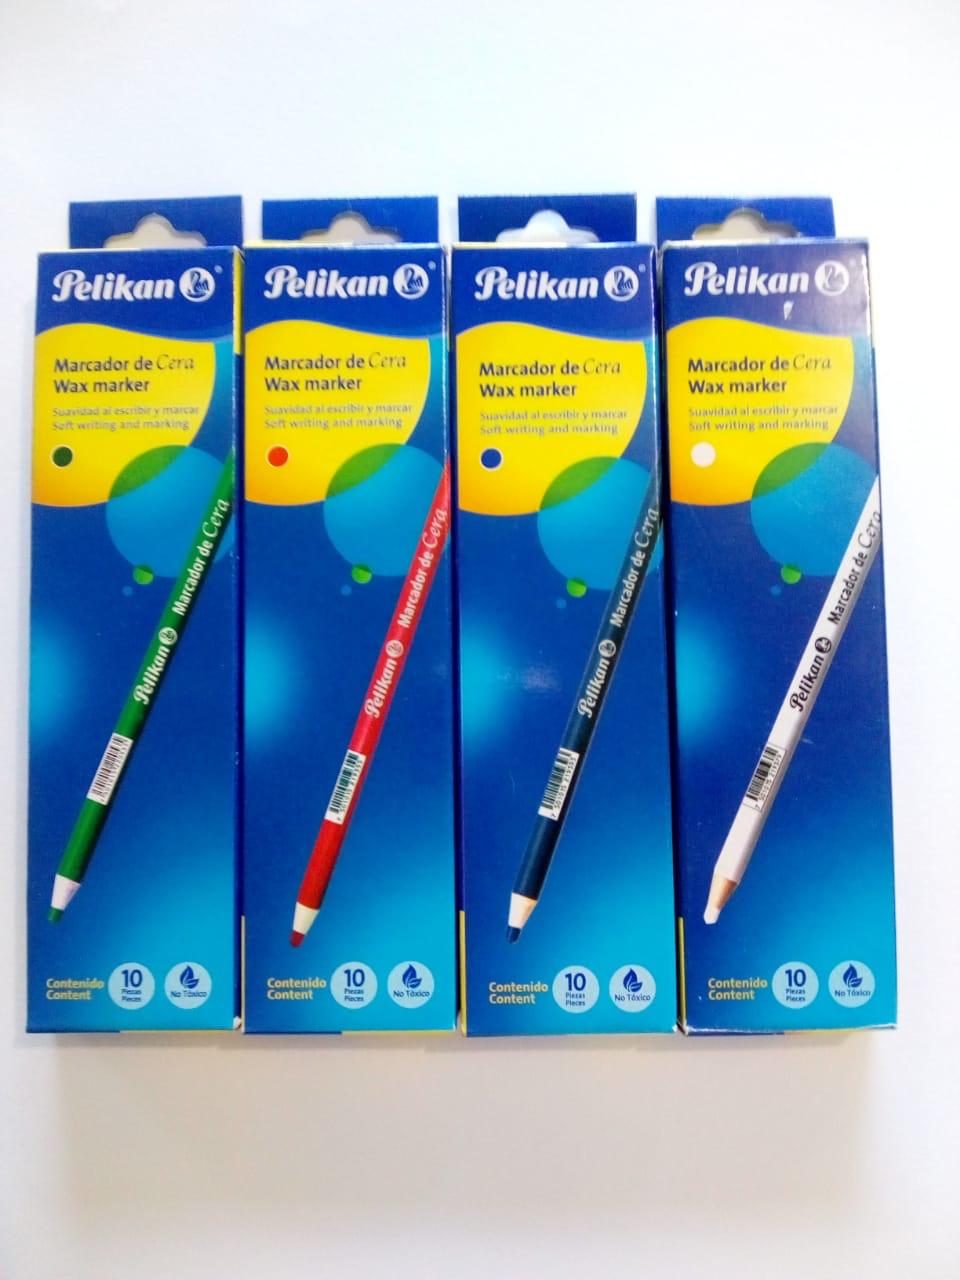 Pelikan
Marcador de Cera
Wax marker
Suavidad al escribir y marcar
Soft writing and marking
Marcador de Cera
Pelikan
Contenido
Content
10
Piezas
Pieces
No Tóxico
Pelikan
Marcador de Cera
Wax marker
Suavidad al escribir y marcar
Soft writing and marking
Marcador de Cera
Pelikan
Contenido
Content
10
Piezas
Pieces
No Tóxico
Pelikan
Marcador de Cera
Wax marker
Suavidad al escribir y marcar
Soft writing and marking
Marcador de Cera
Pelikan
Contenido
Content
10
Piezas
Pieces
No Tóxico
Pelikan
Marcador de Cera
Wax marker
Suavidad al escribir y marcar
Soft writing and marking
Marcador de Cera
Pelikan
Contenido
Content
10
Piezas
Pieces
No Tóxico